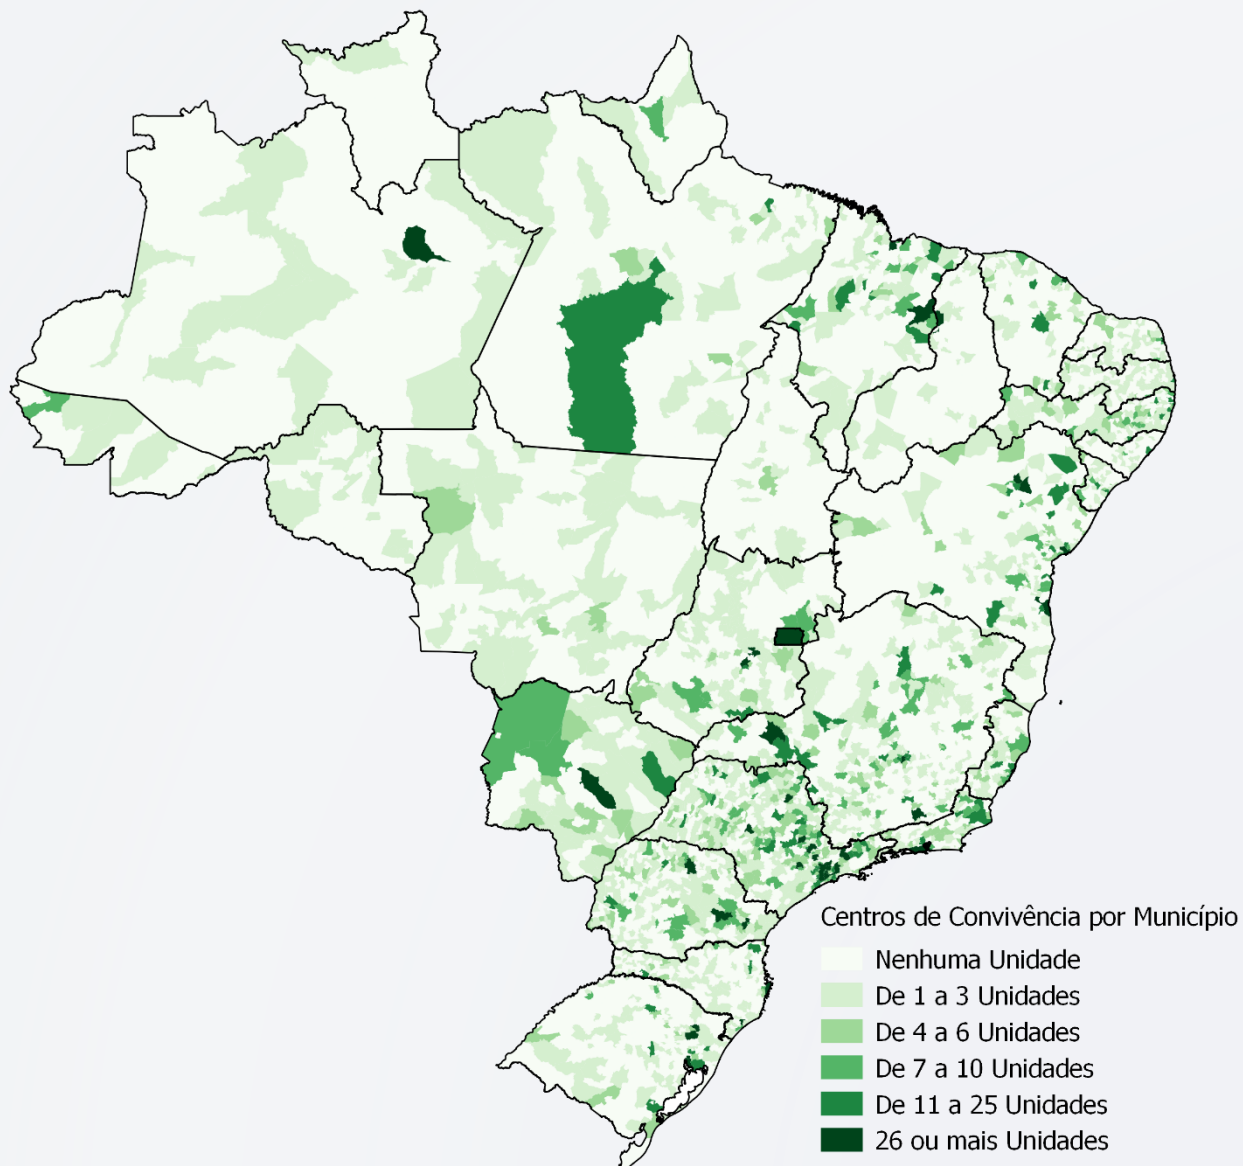 Centros de Convivência por Município
Nenhuma Unidade
De 1 a 3 Unidades
De 4 a 6 Unidades
De 7 a 10 Unidades
De 11 a 25 Unidades
26 ou mais Unidades